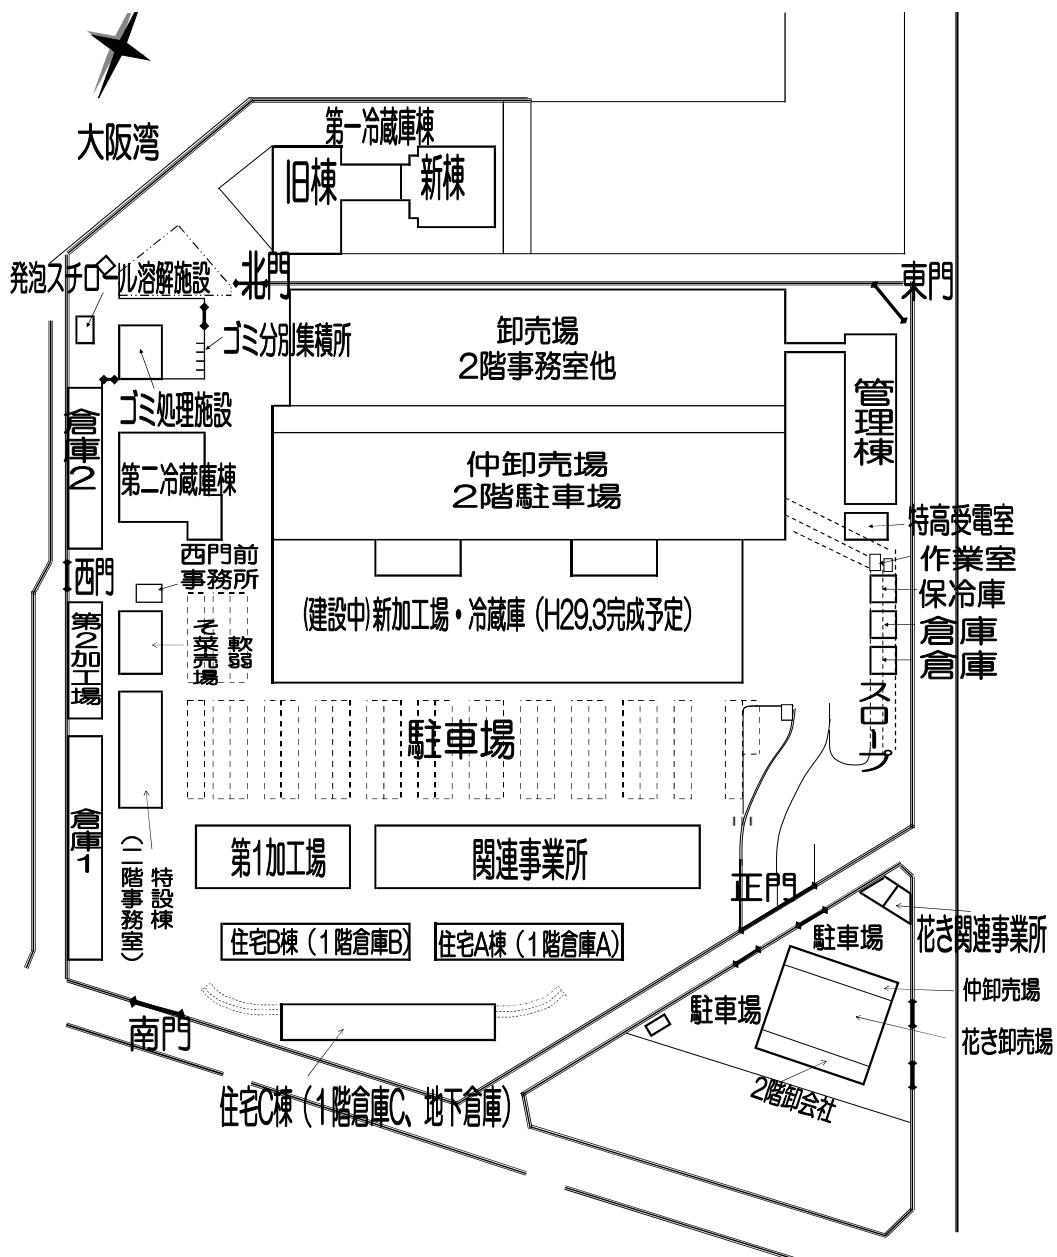 大阪湾
第一冷蔵庫棟
旧棟
新棟
発泡スチロール溶解施設
北門
東門
ゴミ分別集積所
卸売場
2階事務室他
管理棟
ゴミ処理施設
倉庫2
第二冷蔵庫棟
仲卸売場
2階駐車場
特高受電室
西門前
事務所
作業室
西門
保冷庫
(建設中)新加工場・冷蔵庫（H29.3完成予定）
倉庫
倉庫
第2加工場
軟弱
そ菜売場
スロープ
駐車場
倉庫1
特設棟
（二階事務室）
第1加工場
関連事業所
正門
住宅B棟（1階倉庫B）
住宅A棟（1階倉庫A）
駐車場
花き関連事業所
仲卸売場
駐車場
花き卸売場
南門
2階卸会社
住宅C棟（1階倉庫C、地下倉庫）